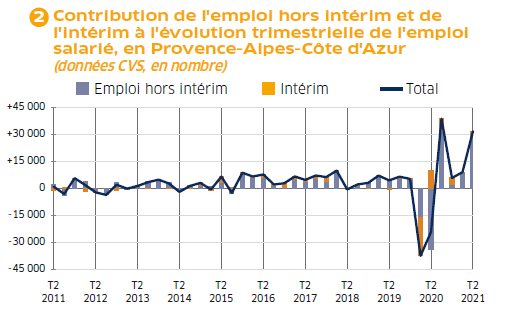 2 Contribution de l'emploi hors intérim et de
l'intérim à l'évolution trimestrielle de l'emploi
salarié, en Provence-Alpes-Côte d'Azur
(données CVS, en nombre)
Emploi hors intérim Intérim Total
+45 000
+30 000
+15 000
0
-15 000
-30 000
-45 000
T2 T2 T2 T2 T2 T2 T2 T2 T2 T2 T2
2011 2012 2013 2014 2015 2016 2017 2018 2019 2020 2021